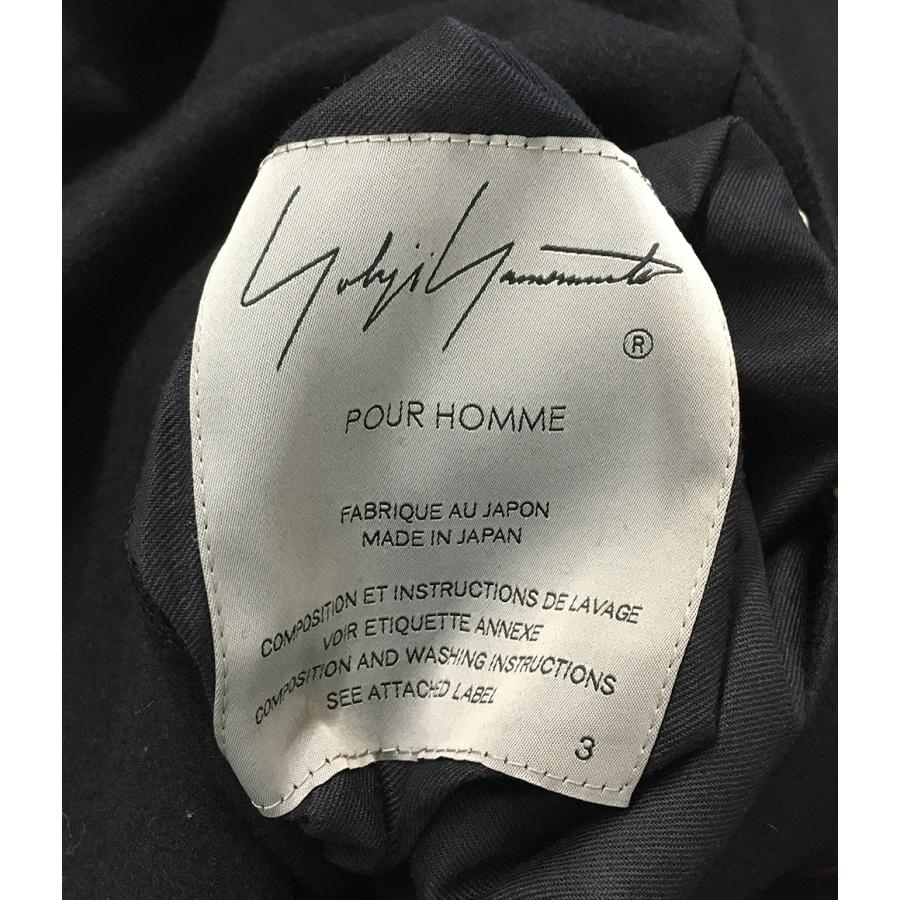 Yohji Yamamoto
®
POUR HOMME
FABRIQUE AU JAPON
MADE IN JAPAN
COMPOSITION ET INSTRUCTIONS DE LAVAGE
VOIR ETIQUETTE ANNEXE
COMPOSITION AND WASHING INSTRUCTIONS
SEE ATTACHED LABEL
3